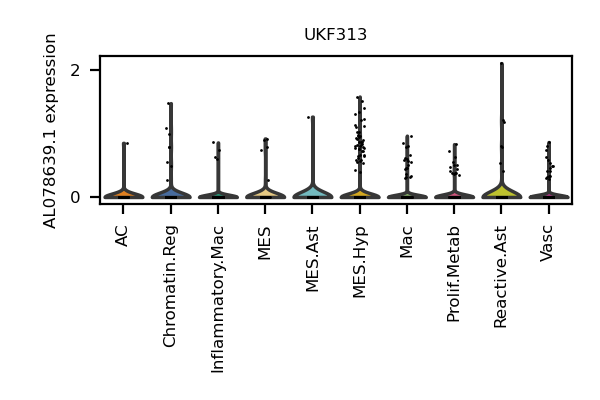 UKF313
AL078639.1 expression
2
0
AC
Chromatin.Reg
Inflammatory.Mac
MES
MES.Ast
MES.Hyp
Mac
Prolif.Metab
Reactive.Ast
Vasc